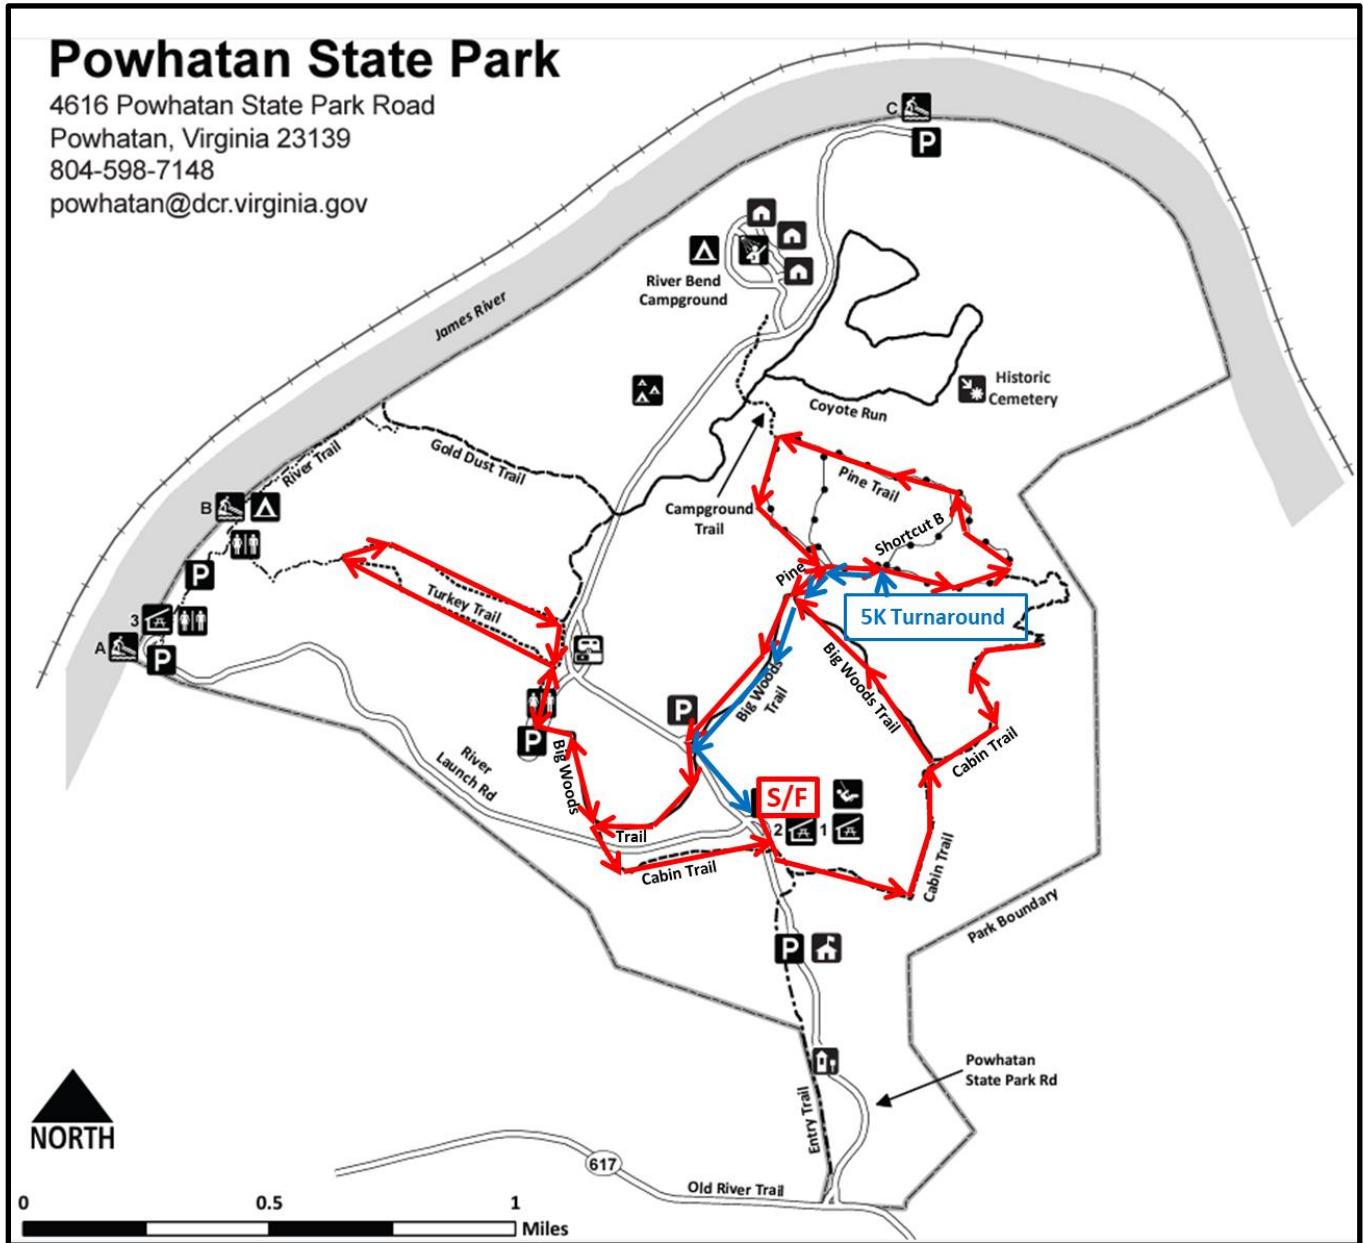 Powhatan State Park
4616 Powhatan State Park Road
Powhatan, Virginia 23139
804-598-7148
powhatan@dcr.virginia.gov
C
P
James River
River Bend
Campground
Historic
Cemetery
Coyote Run
River Trail
Gold Dust Trail
Campground
Trail
Pine Trail
Shortcut B
B
P
Pine
5K Turnaround
Turkey Trail
3
A
P
Big Woods
Trail
Big Woods Trail
P
P
Cabin Trail
River
Launch Rd
Big Woods
Trail
S/F
2
1
Cabin Trail
Cabin Trail
Park Boundary
P
Powhatan
State Park Rd
Entry Trail
NORTH
617
Old River Trail
0
0.5
1
Miles